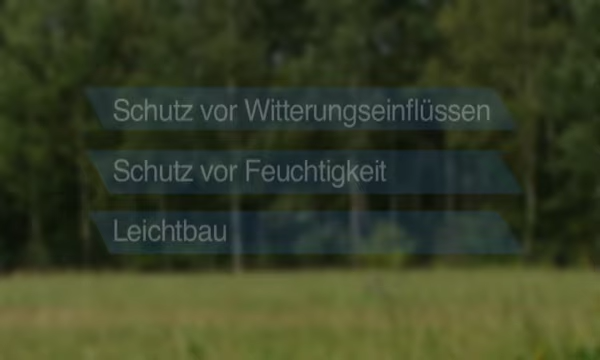 Schutz vor Witterungseinflüssen
Schutz vor Feuchtigkeit
Leichtbau